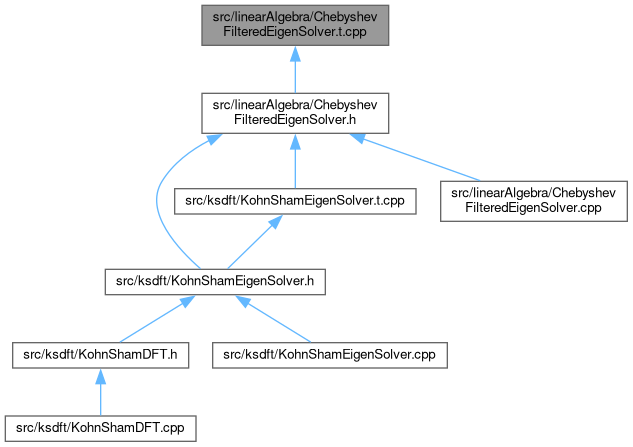 src/linearAlgebra/Chebyshev
FilteredEigenSolver.t.cpp
src/linearAlgebra/Chebyshev
FilteredEigenSolver.h
src/ksdft/KohnShamEigenSolver.t.cpp
src/linearAlgebra/Chebyshev
FilteredEigenSolver.cpp
src/ksdft/KohnShamEigenSolver.h
src/ksdft/KohnShamDFT.h
src/ksdft/KohnShamEigenSolver.cpp
src/ksdft/KohnShamDFT.cpp